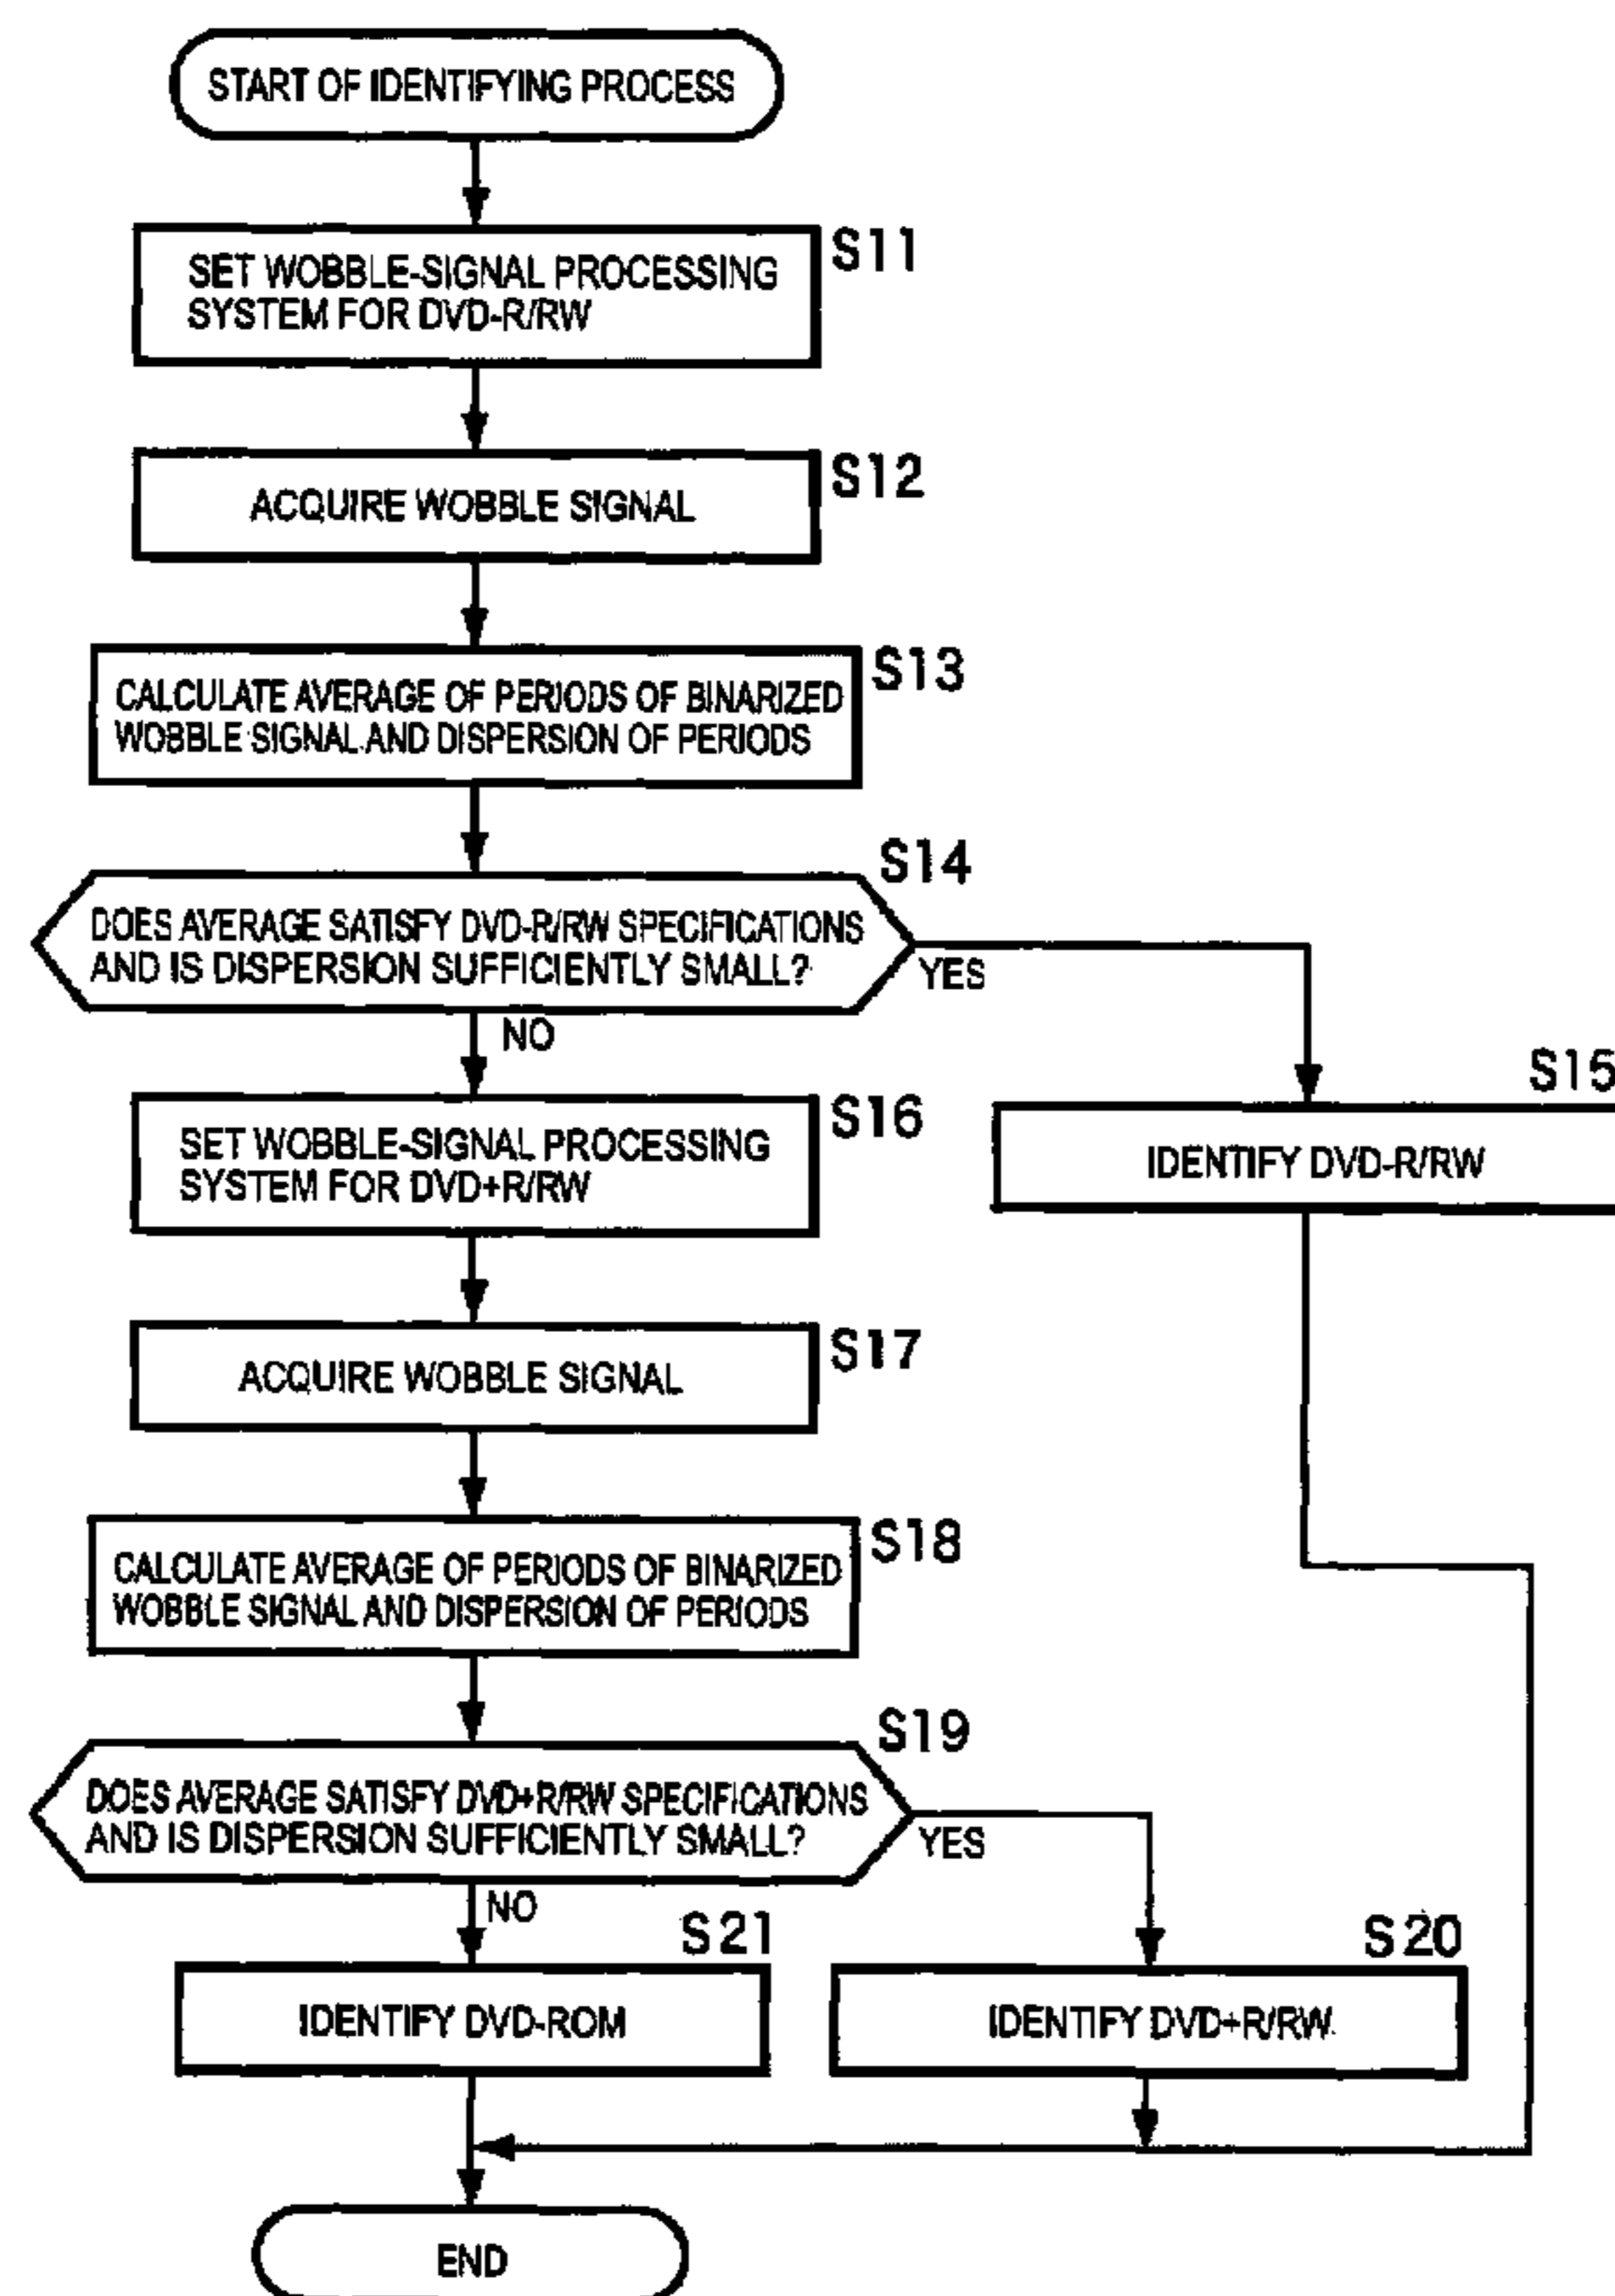 START OF IDENTIFYING PROCESS
S11
SET WOBBLE-SIGNAL PROCESSING
SYSTEM FOR DVD-R/RW
S12
ACQUIRE WOBBLE SIGNAL
S13
CALCULATE AVERAGE OF PERIODS OF BINARIZED
WOBBLE SIGNAL AND DISPERSION OF PERIODS
S14
DOES AVERAGE SATISFY DVD-R/RW SPECIFICATIONS
AND IS DISPERSION SUFFICIENTLY SMALL?
YES
NO
S15
IDENTIFY DVD-R/RW
S16
SET WOBBLE-SIGNAL PROCESSING
SYSTEM FOR DVD+R/RW
S17
ACQUIRE WOBBLE SIGNAL
S18
CALCULATE AVERAGE OF PERIODS OF BINARIZED
WOBBLE SIGNAL AND DISPERSION OF PERIODS
S19
DOES AVERAGE SATISFY DVD+R/RW SPECIFICATIONS
AND IS DISPERSION SUFFICIENTLY SMALL?
YES
NO
S21
IDENTIFY DVD-ROM
S20
IDENTIFY DVD+R/RW
END